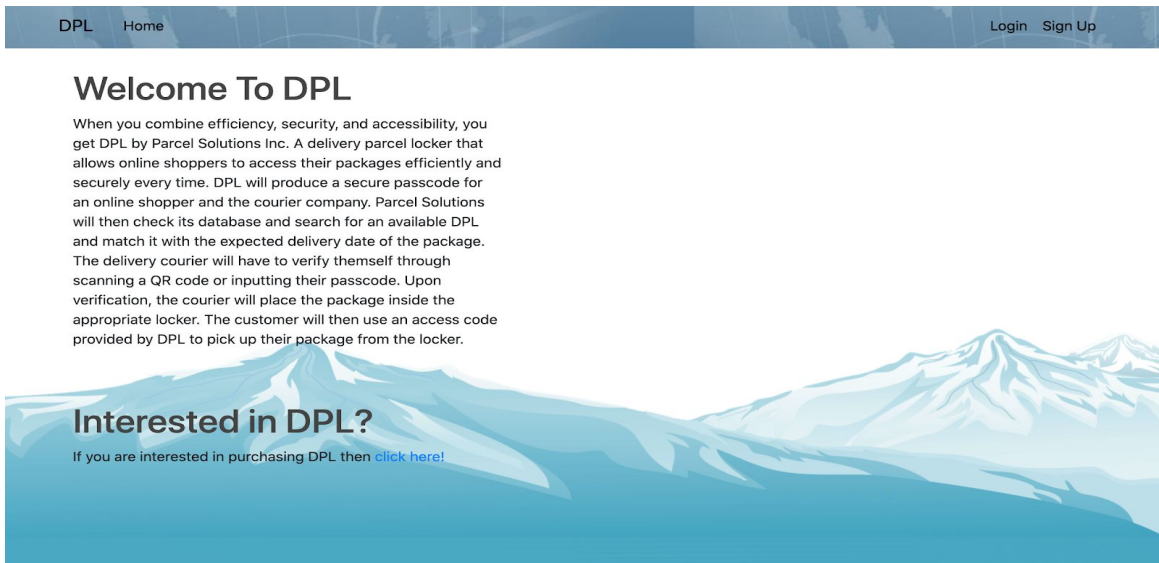 DPL Home Login Sign Up
Welcome To DPL
When you combine efficiency, security, and accessibility, you
get DPL by Parcel Solutions Inc. A delivery parcel locker that
allows online shoppers to access their packages efficiently and
securely every time. DPL will produce a secure passcode for
an online shopper and the courier company. Parcel Solutions
will then check its database and search for an available DPL
and match it with the expected delivery date of the package.
The delivery courier will have to verify themself through
scanning a QR code or inputting their passcode. Upon
verification, the courier will place the package inside the
appropriate locker. The customer will then use an access code
provided by DPL to pick up their package from the locker.
Interested in DPL?
If you are interested in purchasing DPL then click here!